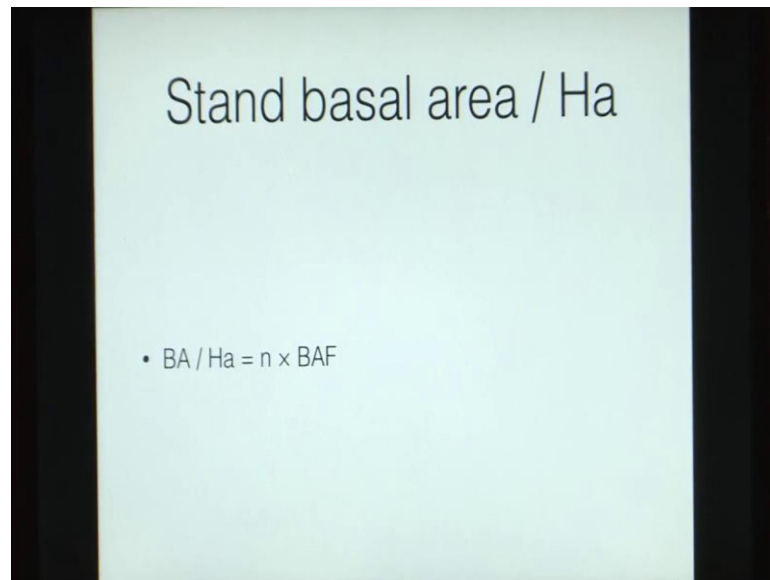 Stand basal area / Ha
• BA / Ha = n × BAF